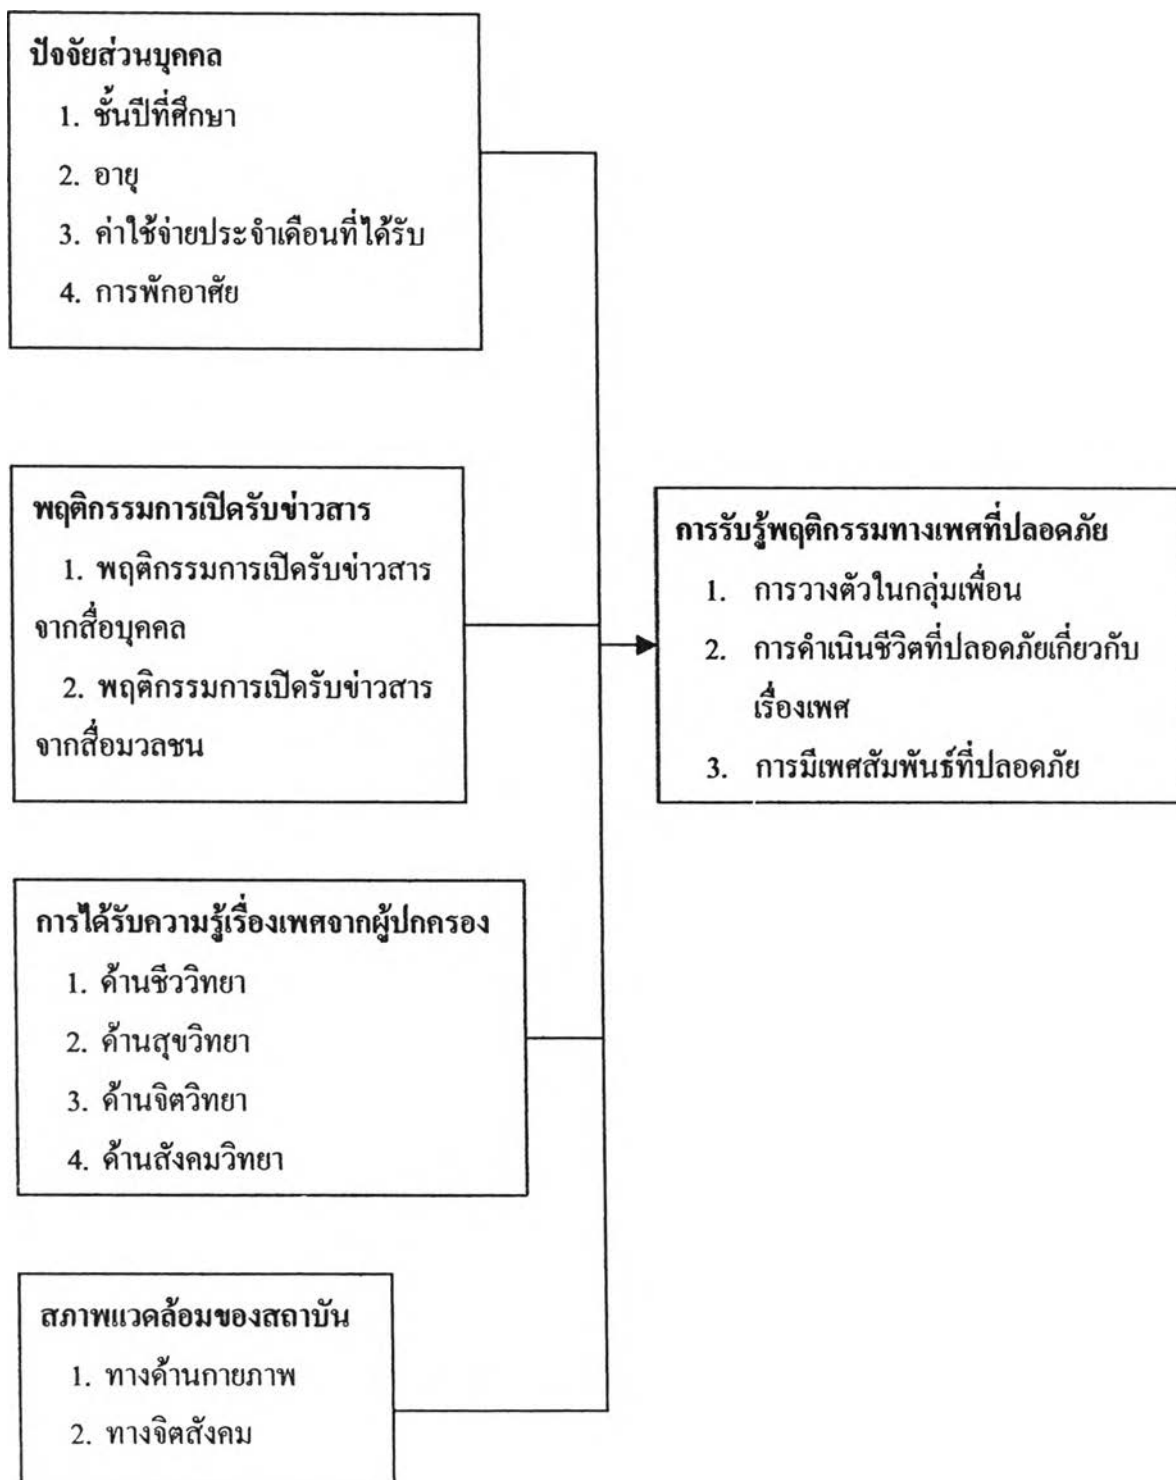 ปัจจัยส่วนบุคคล
1. ชั้นปีที่ศึกษา
2. อายุ
3. ค่าใช้จ่ายประจำเดือนที่ได้รับ
4. การพักอาศัย
พฤติกรรมการเปิดรับข่าวสาร
1. พฤติกรรมการเปิดรับข่าวสาร
จากสื่อบุคคล
2. พฤติกรรมการเปิดรับข่าวสาร
จากสื่อมวลชน
การได้รับความรู้เรื่องเพศจากผู้ปกครอง
1. ด้านชีววิทยา
2. ด้านสุขวิทยา
3. ด้านจิตวิทยา
4. ด้านสังคมวิทยา
สภาพแวดล้อมของสถาบัน
1. ทางด้านกายภาพ
2. ทางจิตสังคม
การรับรู้พฤติกรรมทางเพศที่ปลอดภัย
1. การวางตัวในกลุ่มเพื่อน
2. การดำเนินชีวิตที่ปลอดภัยเกี่ยวกับ
เรื่องเพศ
3. การมีเพศสัมพันธ์ที่ปลอดภัย